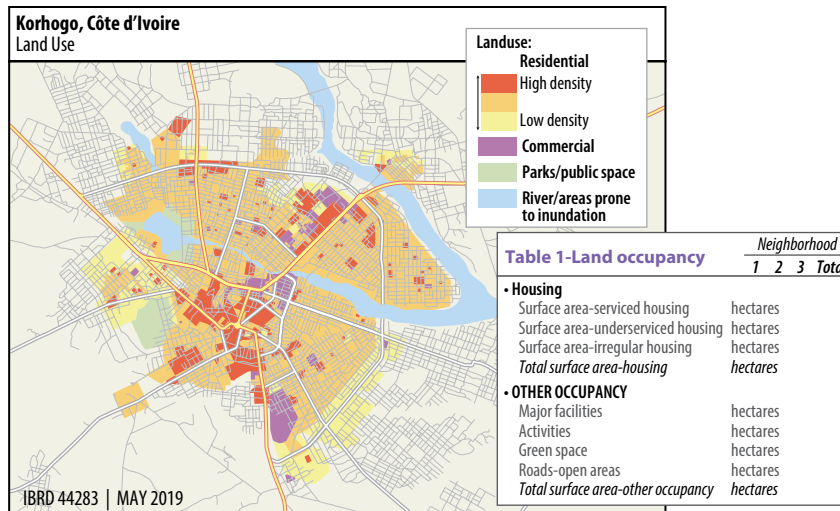 Korhogo, Côte d'Ivoire
Land Use
Landuse:
Residential
High density
Low density
Commercial
Parks/public space
River/areas prone
to inundation
Table 1-Land occupancy
Neighborhood
1 2 3 Tota
• Housing
Surface area-serviced housing hectares
Surface area-underserviced housing hectares
Surface area-irregular housing hectares
Total surface area-housing hectares
• OTHER OCCUPANCY
Major facilities hectares
Activities hectares
Green space hectares
Roads-open areas hectares
Total surface area-other occupancy hectares
IBRD 44283 | MAY 2019